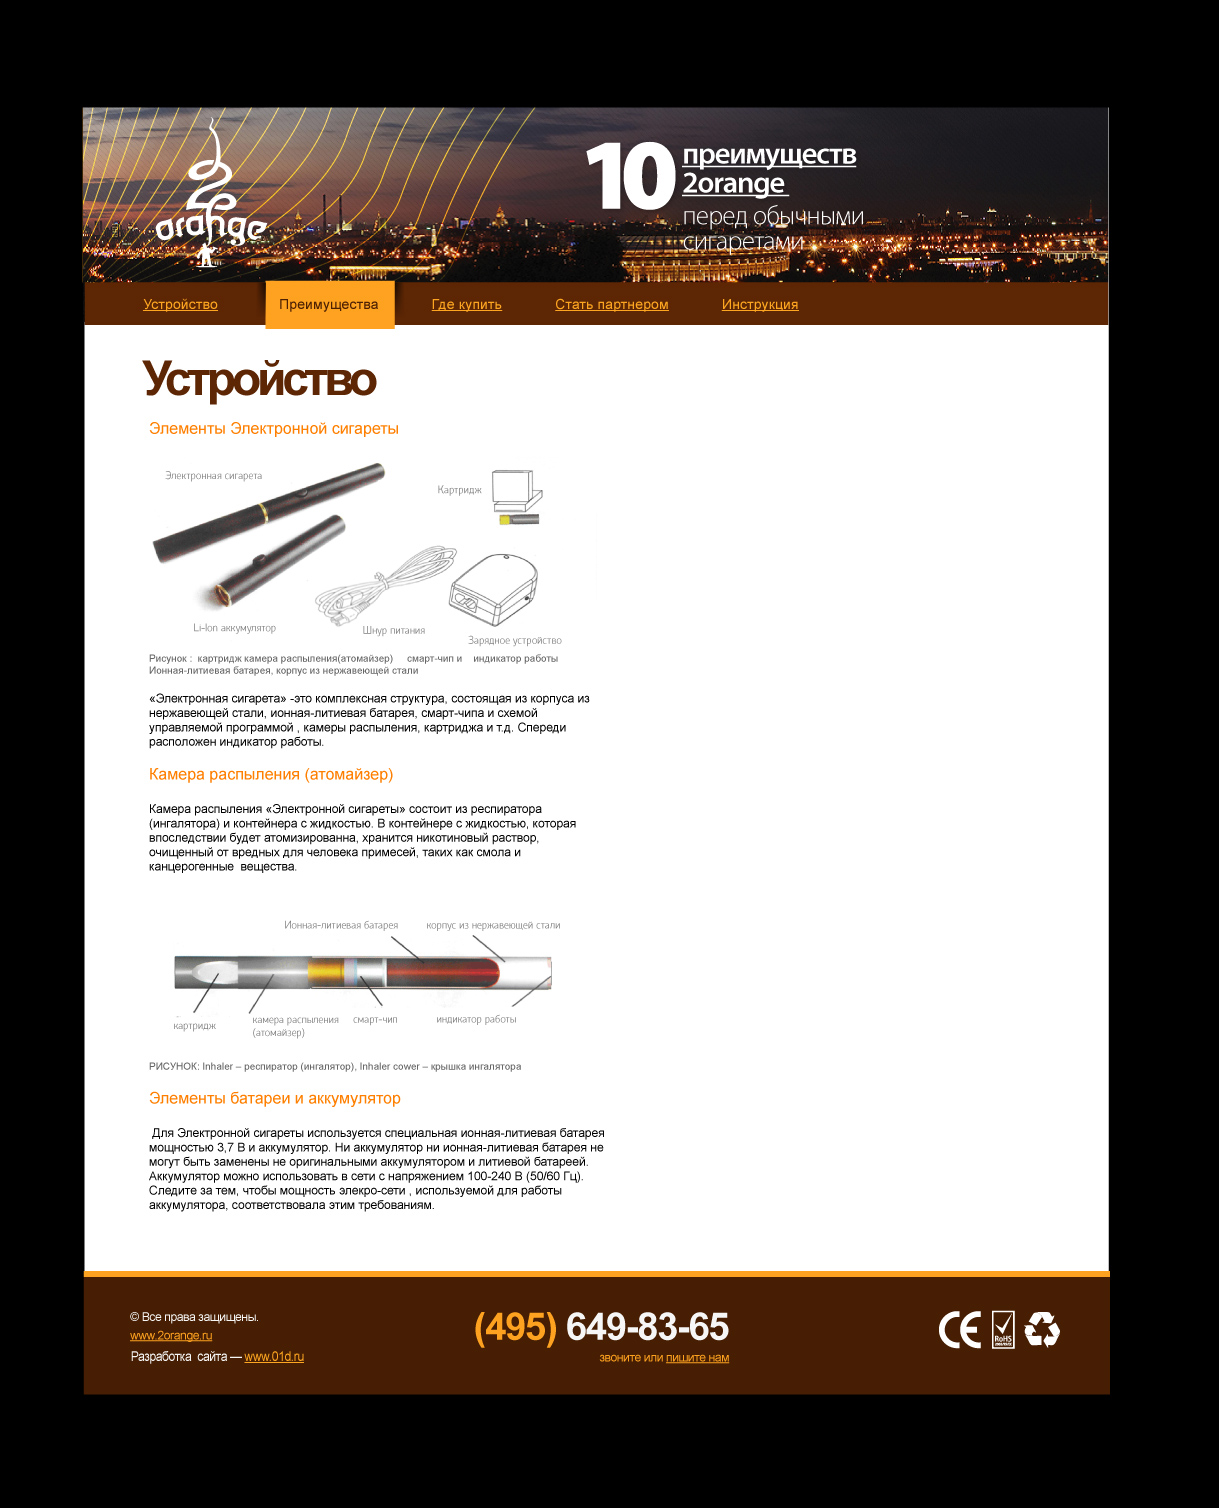 orange
10 преимуществ
2orange
перед обычными
сигаретами
Устройство
Преимущества
Где купить
Стать партнером
Инструкция
Устройство
Элементы Электронной сигареты
Электронная сигарета
Картридж
Li-Ion аккумулятор
Шнур питания
Зарядное устройство
Рисунок : картридж камера распыления(атомайзер) смарт-чип и индикатор работы
Ионная-литиевая батарея, корпус из нержавеющей стали
«Электронная сигарета» -это комплексная структура, состоящая из корпуса из
нержавеющей стали, ионная-литиевая батарея, смарт-чипа и схемой
управляемой программой , камеры распыления, картриджа и т.д. Спереди
расположен индикатор работы.
Камера распыления (атомайзер)
Камера распыления «Электронной сигареты» состоит из респиратора
(ингалятора) и контейнера с жидкостью. В контейнере с жидкостью, которая
впоследствии будет атомизированна, хранится никотиновый раствор,
очищенный от вредных для человека примесей, таких как смола и
канцерогенные вещества.
Ионная-литиевая батарея
корпус из нержавеющей стали
картридж
камера распыления
(атомайзер)
смарт-чип
индикатор работы
РИСУНОК: Inhaler – респиратор (ингалятор), Inhaler cower – крышка ингалятора
Элементы батареи и аккумулятор
Для Электронной сигареты используется специальная ионная-литиевая батарея
мощностью 3,7 В и аккумулятор. Ни аккумулятор ни ионная-литиевая батарея не
могут быть заменены не оригинальными аккумулятором и литиевой батареей.
Аккумулятор можно использовать в сети с напряжением 100-240 В (50/60 Гц).
Следите за тем, чтобы мощность элекро-сети , используемой для работы
аккумулятора, соответствовала этим требованиям.
© Все права защищены.
www.2orange.ru
Разработка сайта — www.01d.ru
(495) 649-83-65
звоните или пишите нам
CE
RoHS